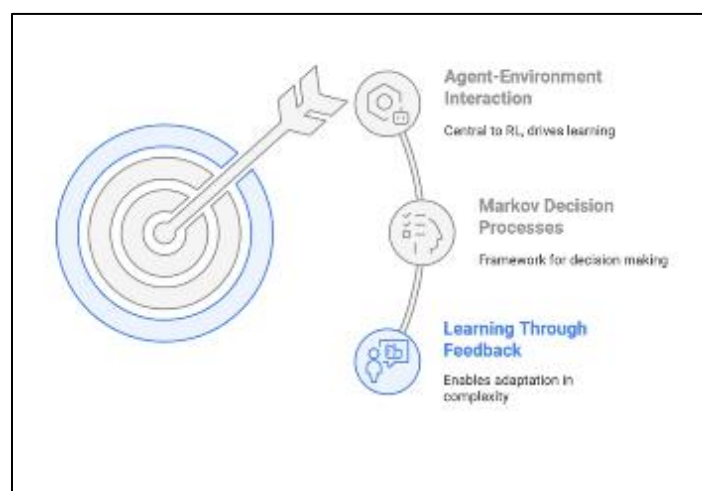 Agent-Environment
Interaction
Central to RL, drives learning
Markov Decision
Processes
Framework for decision making
Learning Through
Feedback
Enables adaptation in
complexity